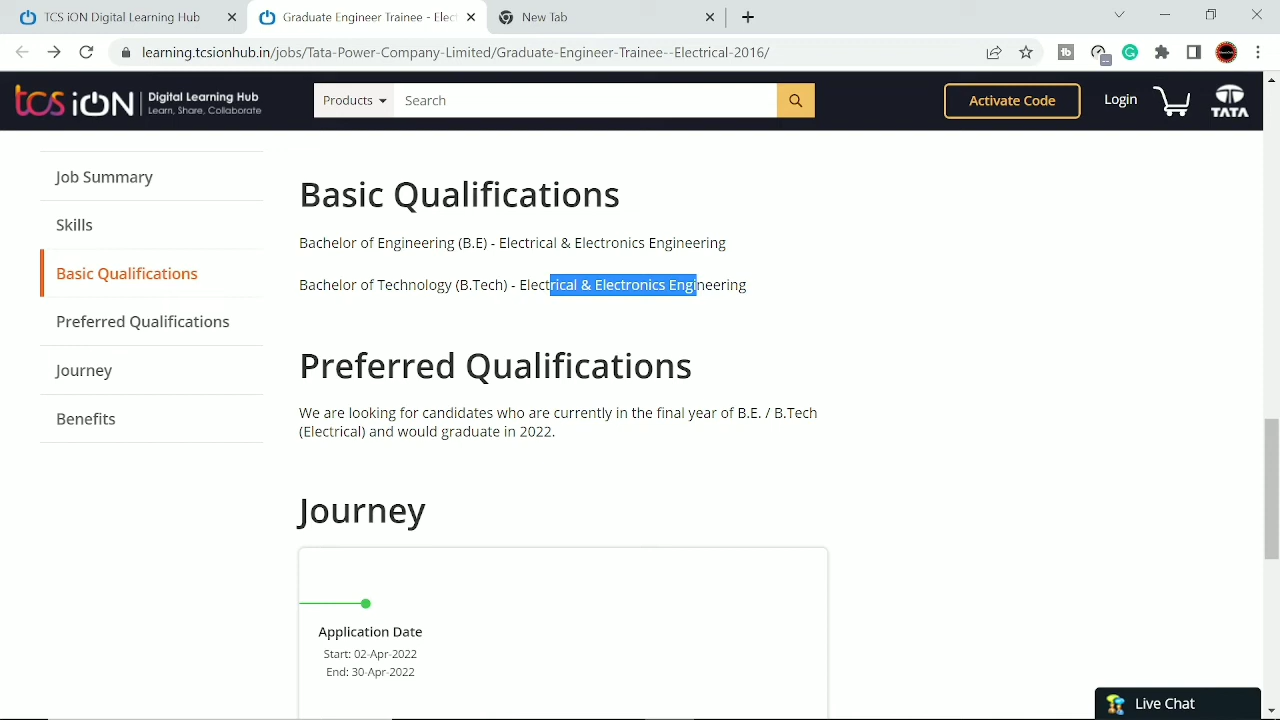 TCS iON Digital Learning Hub
Graduate Engineer Trainee - Elect
New Tab
learning.tcsionhub.in/jobs/Tata-Power-Company-Limited/Graduate-Engineer-Trainee--Electrical-2016/
tcs iON
Digital Learning Hub
Learn, Share, Collaborate
Products
Search
Activate Code
Login
TATA
Job Summary
Skills
Basic Qualifications
Preferred Qualifications
Journey
Benefits
Basic Qualifications
Bachelor of Engineering (B.E) - Electrical & Electronics Engineering
Bachelor of Technology (B.Tech) - Electrical & Electronics Engineering
Preferred Qualifications
We are looking for candidates who are currently in the final year of B.E. / B.Tech
(Electrical) and would graduate in 2022.
Journey
Application Date
Start: 02-Apr-2022
End: 30-Apr-2022
Live Chat